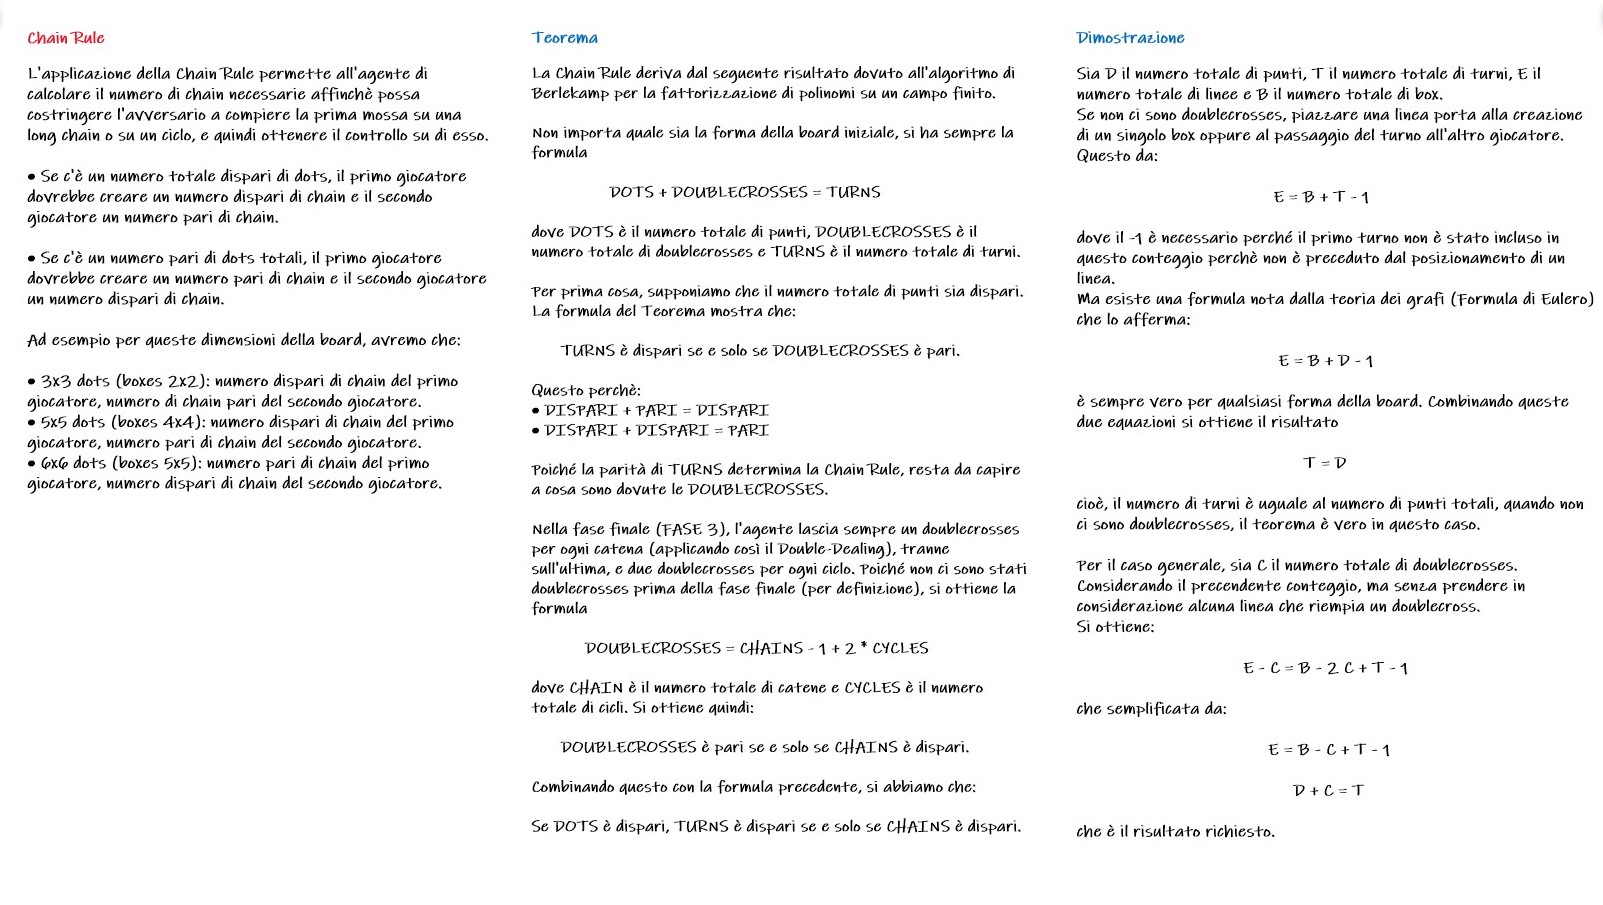 Chain Rule
L'applicazione della Chain Rule permette all'agente di
calcolare il numero di chain necessarie affinchè possa
costringere l'avversario a compiere la prima mossa su una
long chain o su un ciclo, e quindi ottenere il controllo su di esso.
• Se c'è un numero totale dispari di dots, il primo giocatore
dovrebbe creare un numero dispari di chain e il secondo
giocatore un numero pari di chain.
• Se c'è un numero pari di dots totali, il primo giocatore
dovrebbe creare un numero pari di chain e il secondo giocatore
un numero dispari di chain.
Ad esempio per queste dimensioni della board, avremo che:
• 3x3 dots (boxes 2x2): numero dispari di chain del primo
giocatore, numero di chain pari del secondo giocatore.
• 5x5 dots (boxes 4x4): numero dispari di chain del primo
giocatore, numero pari di chain del secondo giocatore.
• 6x6 dots (boxes 5x5): numero pari di chain del primo
giocatore, numero dispari di chain del secondo giocatore.
Teorema
La Chain Rule deriva dal seguente risultato dovuto all'algoritmo di
Berlekamp per la fattorizzazione di polinomi su un campo finito.
Non importa quale sia la forma della board iniziale, si ha sempre la
formula
DOTS + DOUBLECROSSES = TURNS
dove DOTS è il numero totale di punti, DOUBLECROSSES è il
numero totale di doublecrosses e TURNS è il numero totale di turni.
Per prima cosa, supponiamo che il numero totale di punti sia dispari.
La formula del Teorema mostra che:
TURNS è dispari se e solo se DOUBLECROSSES è pari.
Questo perchè:
• DISPARI + PARI = DISPARI
• DISPARI + DISPARI = PARI
Poiché la parità di TURNS determina la Chain Rule, resta da capire
a cosa sono dovute le DOUBLECROSSES.
Nella fase finale (FASE 3), l'agente lascia sempre un doublecrosses
per ogni catena (applicando così il Double-Dealing), tranne
sull'ultima, e due doublecrosses per ogni ciclo. Poiché non ci sono stati
doublecrosses prima della fase finale (per definizione), si ottiene la
formula
DOUBLECROSSES = CHAINS - 1 + 2 * CYCLES
dove CHAIN è il numero totale di catene e CYCLES è il numero
totale di cicli. Si ottiene quindi:
DOUBLECROSSES è pari se e solo se CHAINS è dispari.
Combinando questo con la formula precedente, si abbiamo che:
Se DOTS è dispari, TURNS è dispari se e solo se CHAINS è dispari.
Dimostrazione
Sia D il numero totale di punti, T il numero totale di turni, E il
numero totale di linee e B il numero totale di box.
Se non ci sono doublecrosses, piazzare una linea porta alla creazione
di un singolo box oppure al passaggio del turno all'altro giocatore.
Questo da:
E = B + T - 1
dove il -1 è necessario perché il primo turno non è stato incluso in
questo conteggio perchè non è preceduto dal posizionamento di un
linea.
Ma esiste una formula nota dalla teoria dei grafi (Formula di Eulero)
che lo afferma:
E = B + D - 1
è sempre vero per qualsiasi forma della board. Combinando queste
due equazioni si ottiene il risultato
T = D
cioè, il numero di turni è uguale al numero di punti totali, quando non
ci sono doublecrosses, il teorema è vero in questo caso.
Per il caso generale, sia C il numero totale di doublecrosses.
Considerando il precendente conteggio, ma senza prendere in
considerazione alcuna linea che riempia un doublecross.
Si ottiene:
E - C = B - 2 C + T - 1
che semplificata da:
E = B - C + T - 1
D + C = T
che è il risultato richiesto.